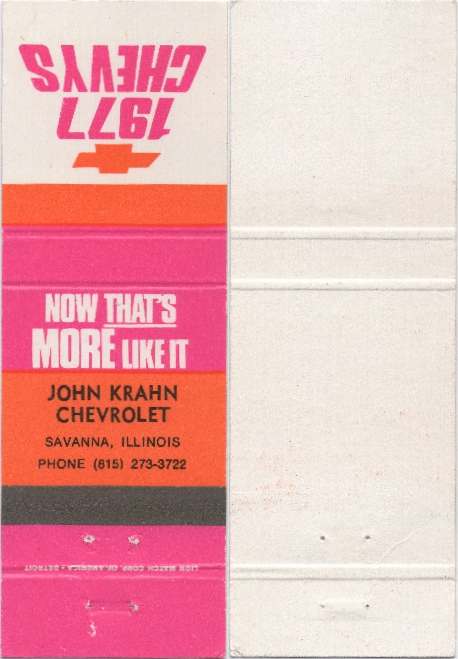 1977
CHEVYS
NOW THAT'S
MORE LIKE IT
JOHN KRAHN
CHEVROLET
SAVANNA, ILLINOIS
PHONE (815) 273-3722
LION MATCH CORP. OF AMERICA • DETROIT